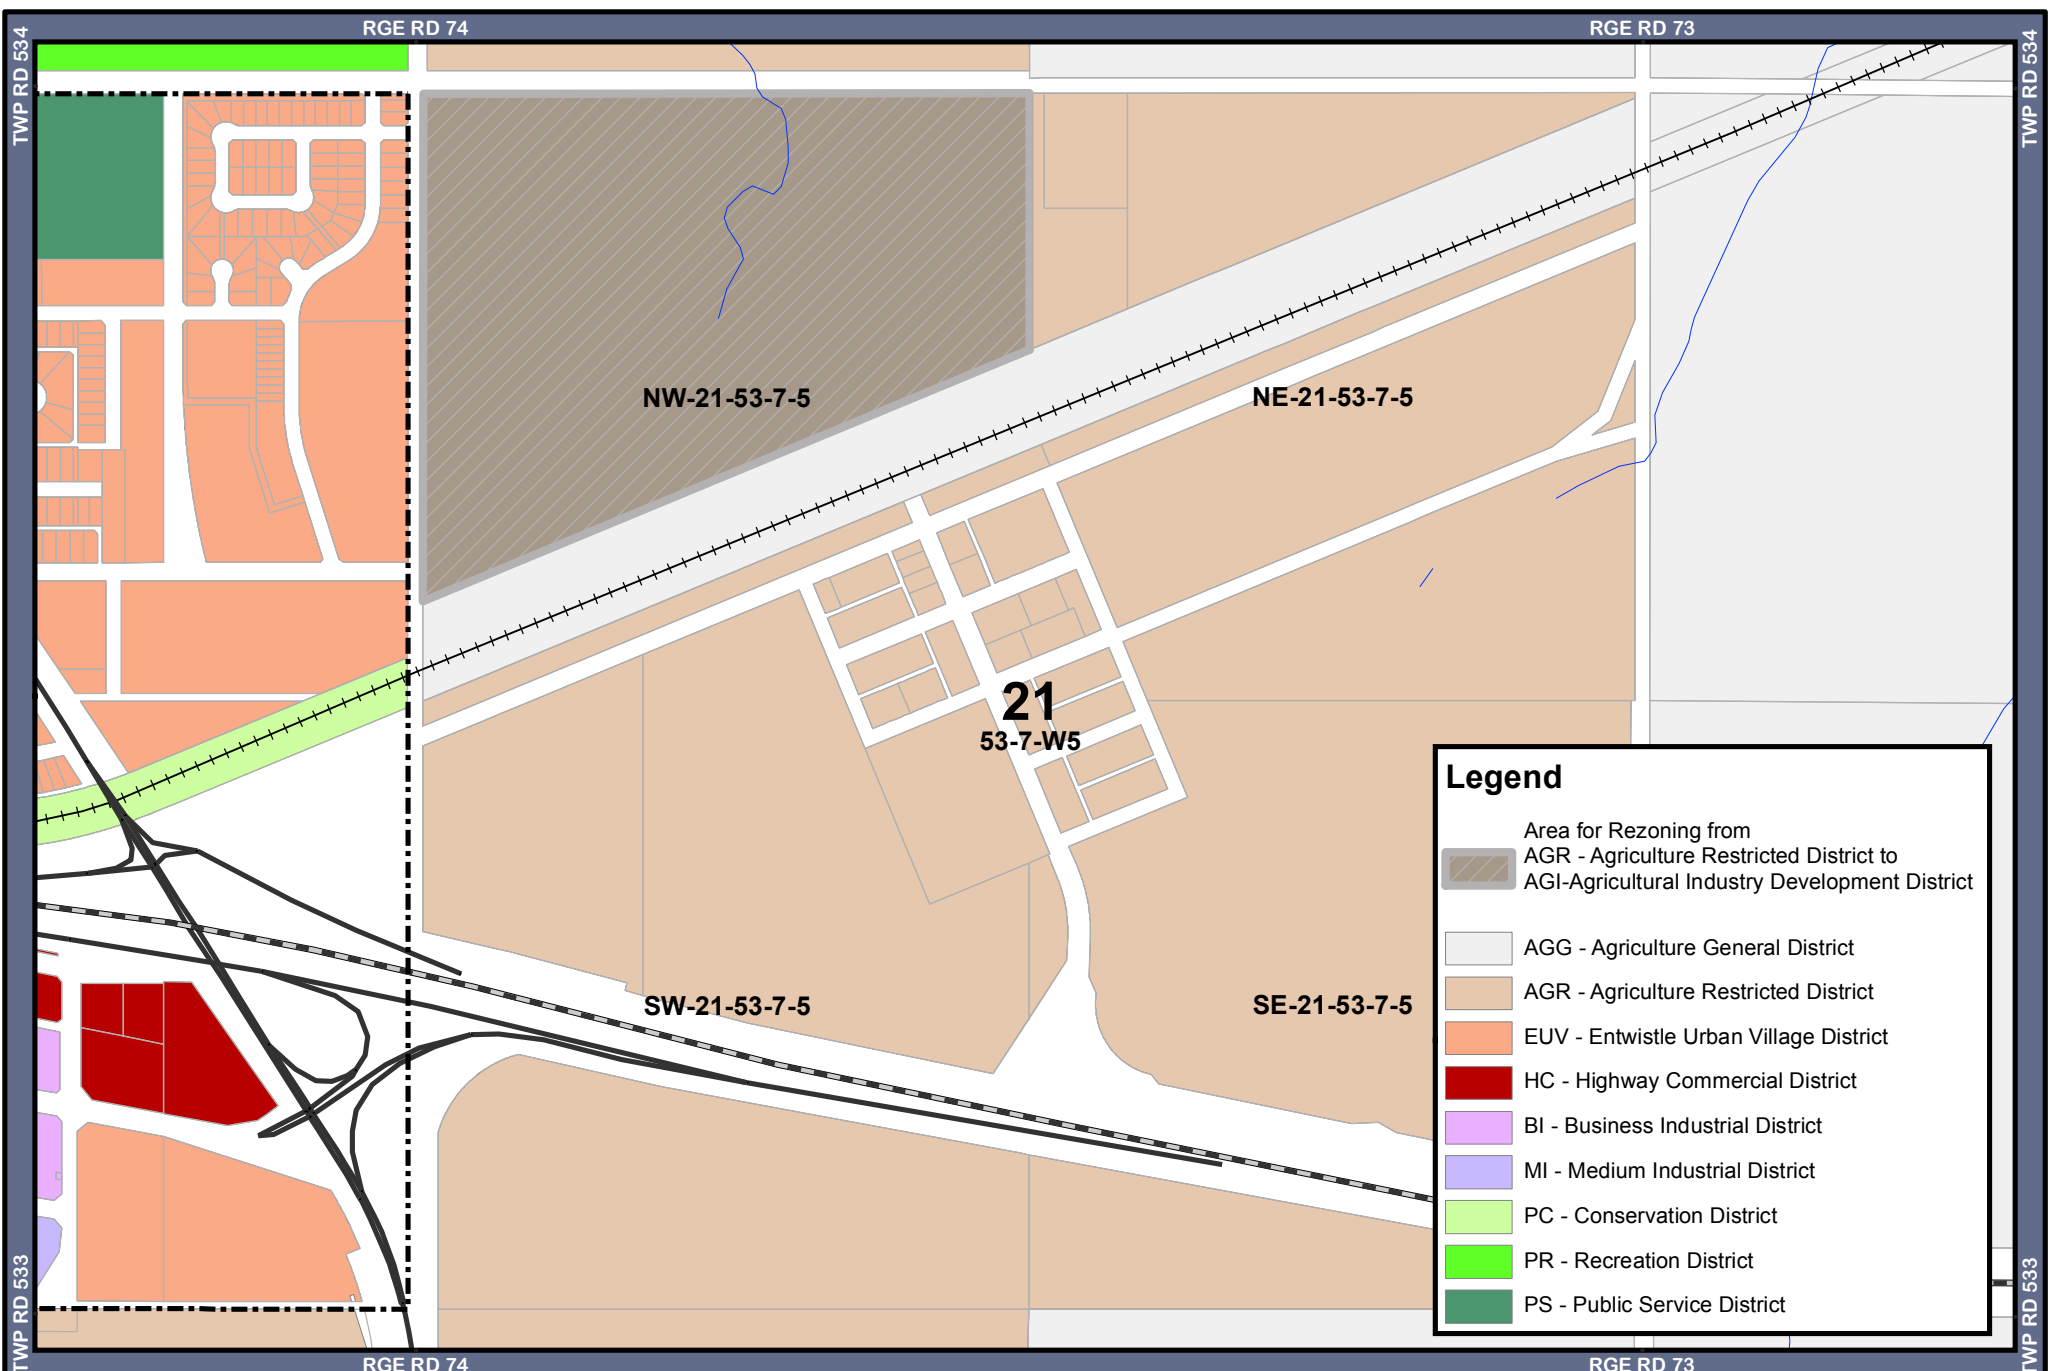 RGE RD 74
RGE RD 73
TWP RD 534
TWP RD 534
NW-21-53-7-5
NE-21-53-7-5
21
53-7-W5
SW-21-53-7-5
SE-21-53-7-5
Legend
Area for Rezoning from
AGR - Agriculture Restricted District to
AGI-Agricultural Industry Development District
AGG - Agriculture General District
AGR - Agriculture Restricted District
EUV - Entwistle Urban Village District
HC - Highway Commercial District
BI - Business Industrial District
MI - Medium Industrial District
PC - Conservation District
PR - Recreation District
PS - Public Service District
TWP RD 533
TWP RD 533
RGE RD 74
RGE RD 73